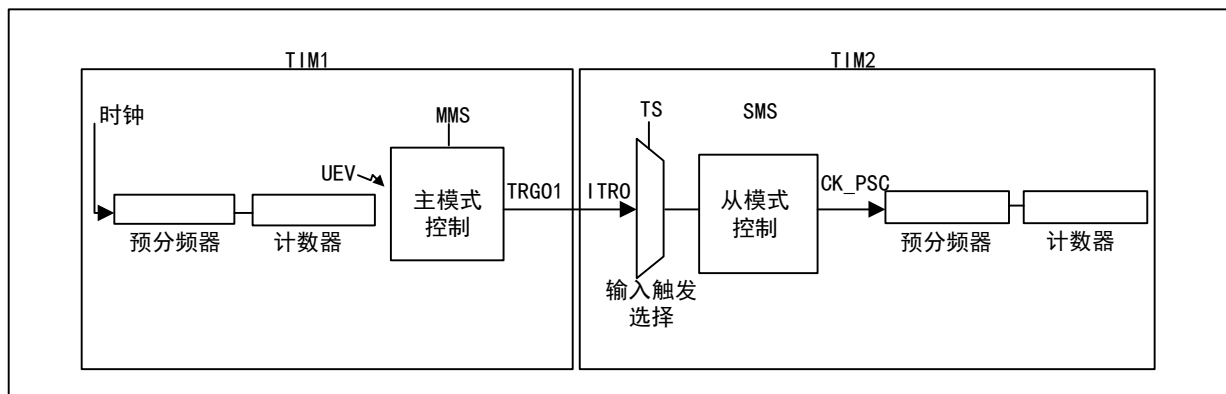 TIM1
TIM2
时钟
MMS
TS
SMS
UEV
主模式
控制
TRGO1
ITR0
从模式
控制
CK_PSC
预分频器
计数器
预分频器
计数器
输入触发
选择